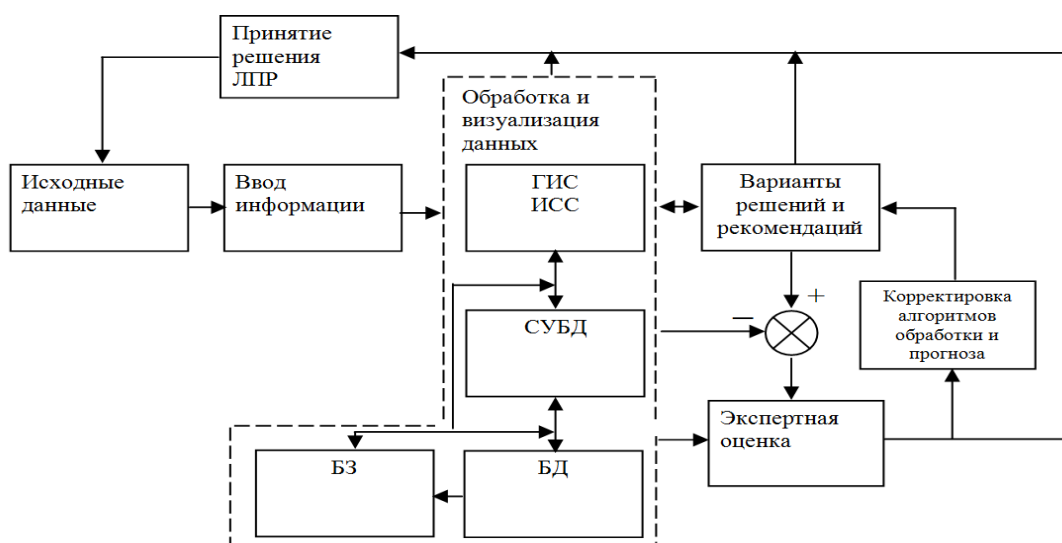 Принятие
решения
ЛПР
Обработка и
визуализация
данных
Исходные
данные
Ввод
информации
ГИС
ИСС
Варианты
решений и
рекомендаций
+
Корректировка
алгоритмов
обработки и
прогноза
СУБД
–
Экспертная
оценка
БЗ
БД